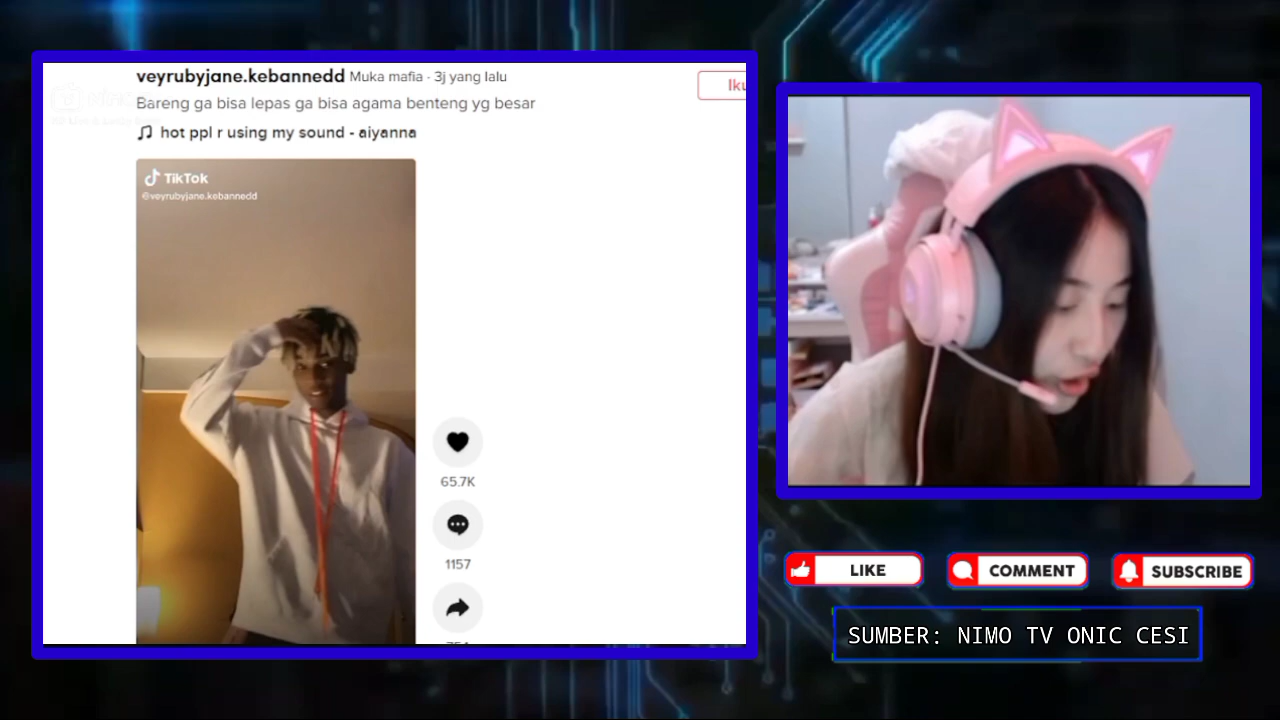 veyrubyjane.kebannedd Muka mafia · 3j yang lalu
Bareng ga bisa lepas ga bisa agama benteng yg besar
hot ppl r using my sound - aiyanna
TikTok
@veyrubyjane.kebannedd
65.7K
1157
LIKE
COMMENT
SUBSCRIBE
SUMBER: NIMO TV ONIC CESI